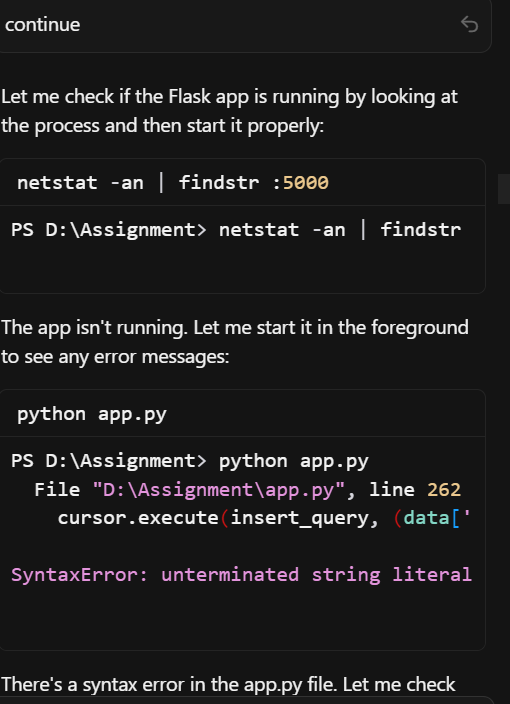 continue
Let me check if the Flask app is running by looking at
the process and then start it properly:
netstat -an | findstr :5000
PS D:\Assignment> netstat -an | findstr
The app isn't running. Let me start it in the foreground
to see any error messages:
python app.py
PS D:\Assignment> python app.py
File "D:\Assignment\app.py", line 262
cursor.execute(insert_query, (data['
SyntaxError: unterminated string literal
There's a syntax error in the app.py file. Let me check